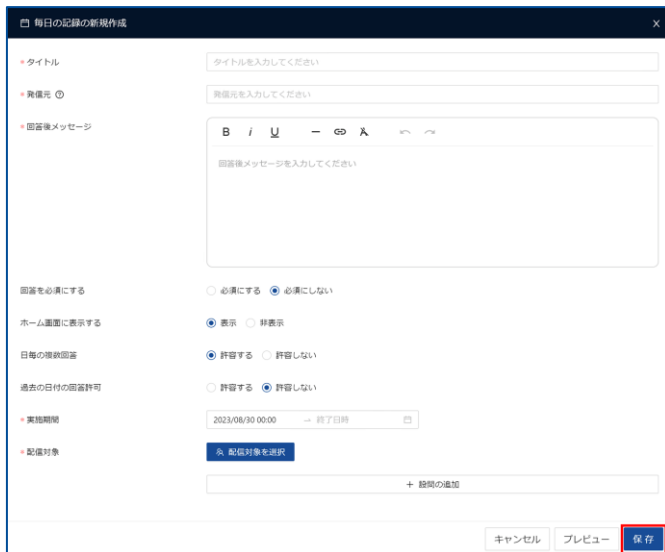 毎日の記録の新規作成
* タイトル
タイトルを入力してください
* 発信元
発信元を入力してください
* 回答後メッセージ
B i U
回答後メッセージを入力してください
回答を必須にする
必須にする 必須にしない
ホーム画面に表示する
表示 非表示
日毎の複数回答
許容する 許容しない
過去の日付の回答許可
許容する 許容しない
* 実施期間
2023/08/30 00:00 → 終了日時
* 配信対象
配信対象を選択
+ 設問の追加
キャンセル プレビュー 保存